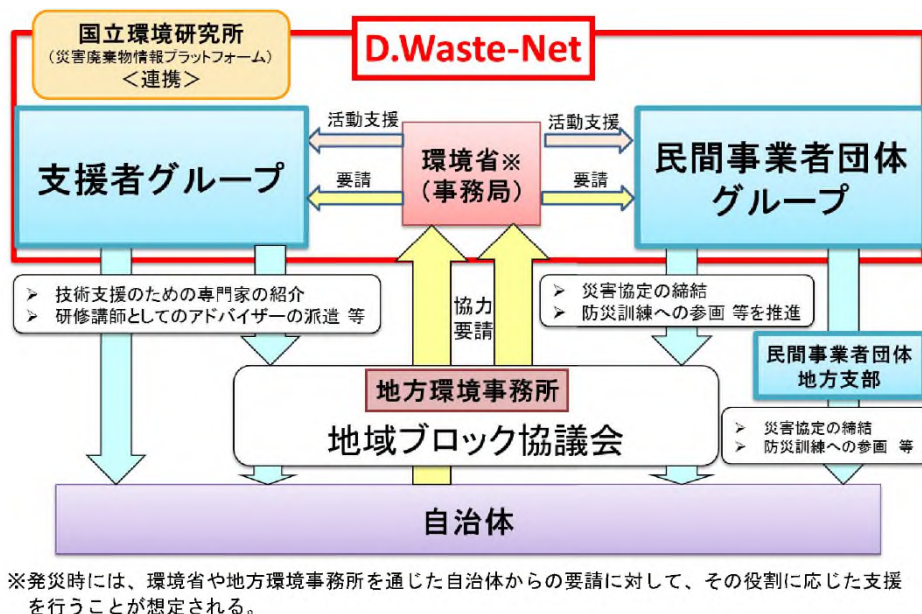 国立環境研究所
（災害廃棄物情報プラットフォーム）
＜連携＞
D.Waste-Net
支援者グループ
活動支援
要請
環境省※
（事務局）
活動支援
要請
民間事業者団体
グループ
➢ 技術支援のための専門家の紹介
➢ 研修講師としてのアドバイザーの派遣 等
協力
要請
➢ 災害協定の締結
➢ 防災訓練への参画 等を推進
民間事業者団体
地方支部
地方環境事務所
地域ブロック協議会
➢ 災害協定の締結
➢ 防災訓練への参画 等
自治体
※発災時には、環境省や地方環境事務所を通じた自治体からの要請に対して、その役割に応じた支援
を行うことが想定される。